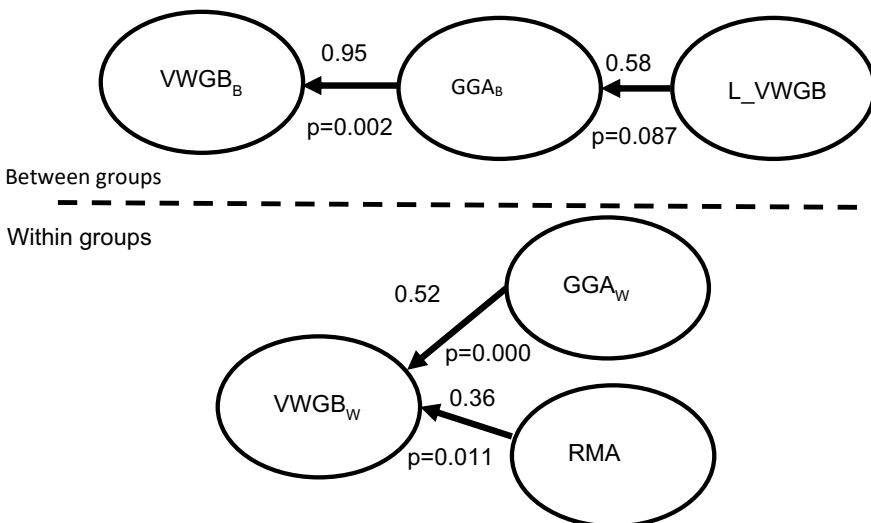 0.95
0.58
VWGB_B
GGA_B
L_VWGB
p=0.002
p=0.087
Between groups
Within groups
GGA_W
0.52
p=0.000
0.36
VWGB_W
p=0.011
RMA